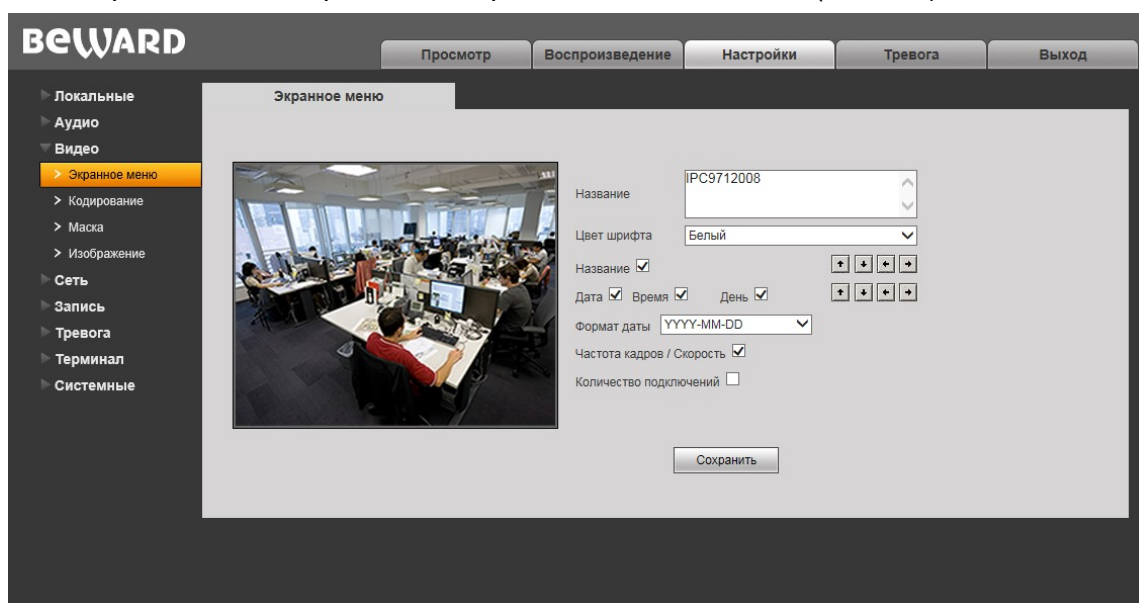 BEWARD
Просмотр Воспроизведение Настройки Тревога Выход
Локальные
Аудио
Видео
Экранное меню
Кодирование
Маска
Изображение
Сеть
Запись
Тревога
Терминал
Системные
Экранное меню
Название IPC9712008
Цвет шрифта Белый
Название
Дата Время День
Формат даты YYYY-MM-DD
Частота кадров / Скорость
Количество подключений
Сохранить